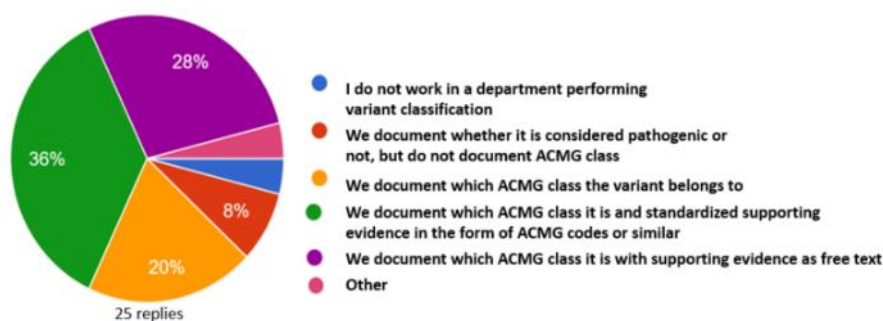 28%
36%
8%
20%
25 replies
I do not work in a department performing
variant classification
We document whether it is considered pathogenic or
not, but do not document ACMG class
We document which ACMG class the variant belongs to
We document which ACMG class it is and standardized supporting
evidence in the form of ACMG codes or similar
We document which ACMG class it is with supporting evidence as free text
Other